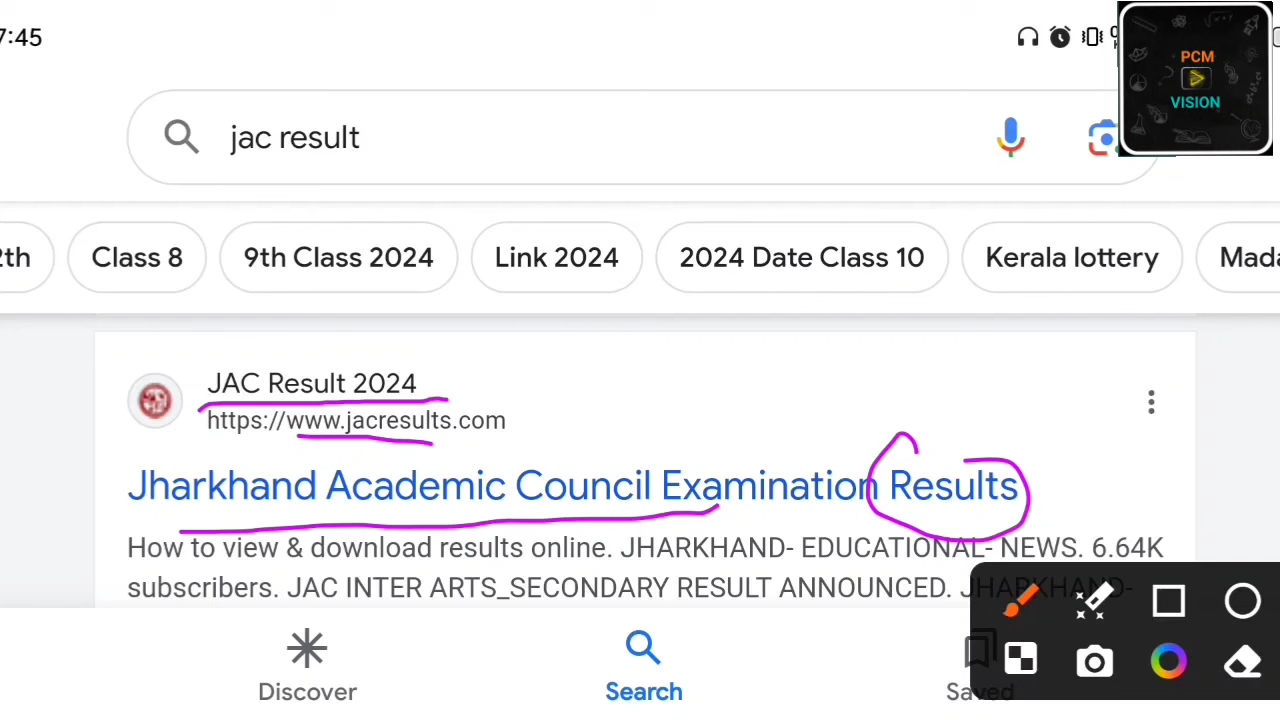 7:45
PCM
VISION
jac result
2th
Class 8
9th Class 2024
Link 2024
2024 Date Class 10
Kerala lottery
Mada
JAC Result 2024
https://www.jacresults.com
Jharkhand Academic Council Examination Results
How to view & download results online. JHARKHAND- EDUCATIONAL- NEWS. 6.64K
subscribers. JAC INTER ARTS_SECONDARY RESULT ANNOUNCED. JHARKHAND-
Discover
Search
Saved